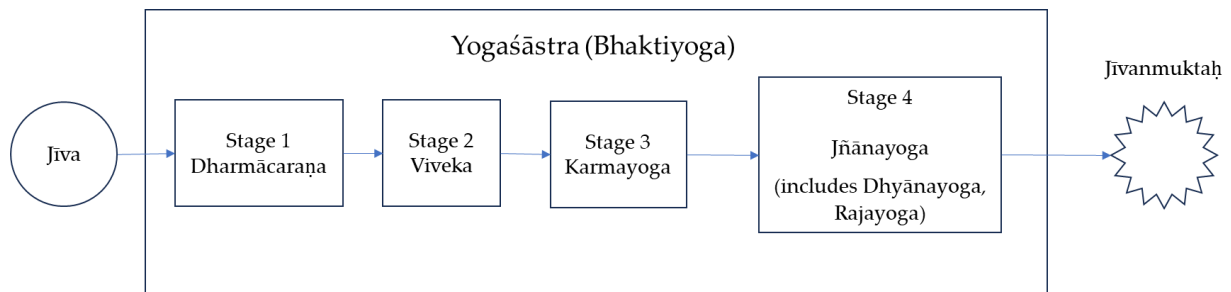 Yogaśāstra (Bhaktiyoga)
Jīva
Stage 1
Dharmācaraṇa
Stage 2
Viveka
Stage 3
Karmayoga
Stage 4
Jñānayoga
(includes Dhyānayoga,
Rajayoga)
Jīvanmuktaḥ